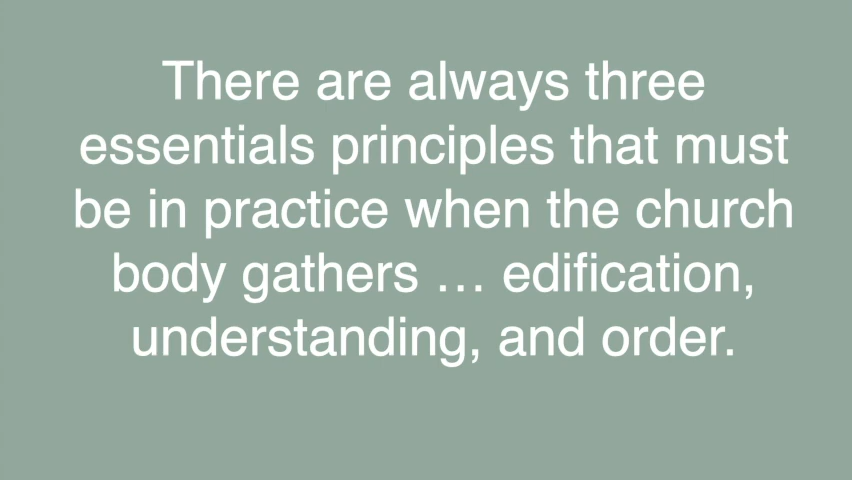 There are always three
essentials principles that must
be in practice when the church
body gathers … edification,
understanding, and order.